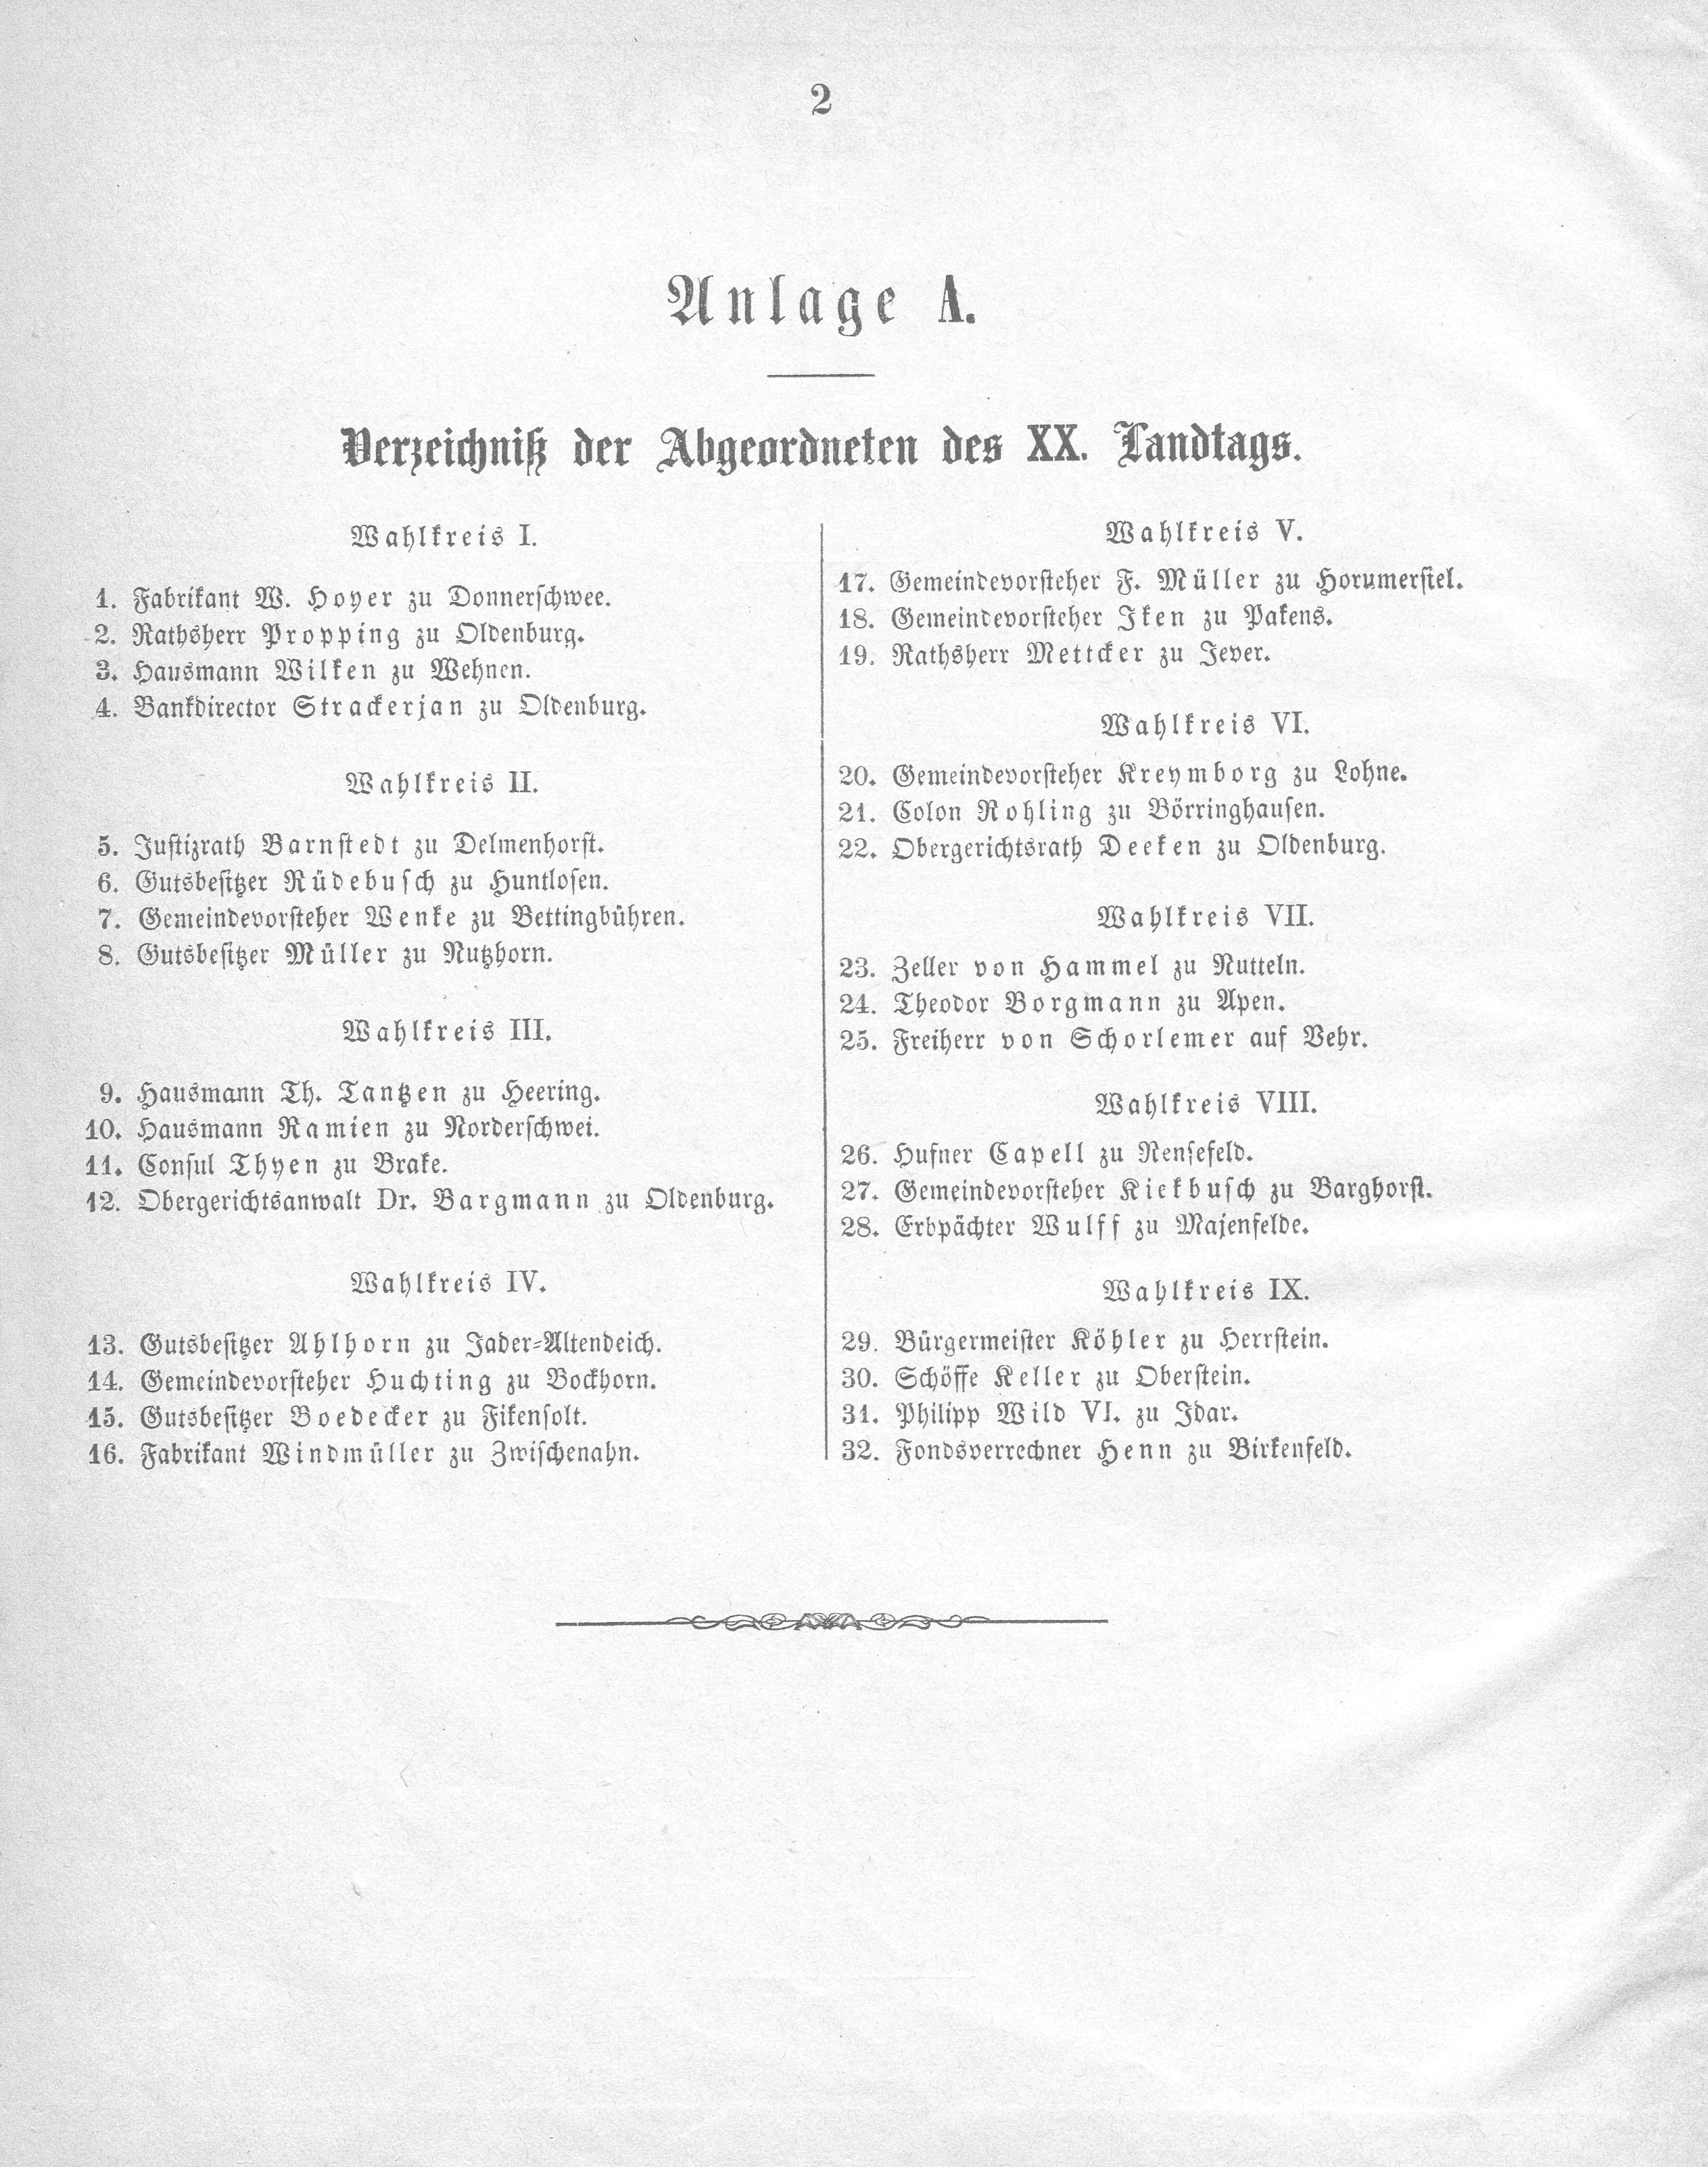 2
Anlage A.
Verzeichniß der Abgeordneten des XX. Landtags.
Wahlkreis I.
1. Fabrikant W. Hoyer zu Donnerschwee.
2. Rathsherr Propping zu Oldenburg.
3. Hausmann Wilken zu Wehnen.
4. Bankdirector Strackerjan zu Oldenburg.
Wahlkreis II.
5. Justizrath Barnstedt zu Delmenhorst.
6. Gutsbesitzer Rüdebusch zu Huntlosen.
7. Gemeindevorsteher Wenke zu Bettingbühren.
8. Gutsbesitzer Müller zu Nutzhorn.
Wahlkreis III.
9. Hausmann Th. Tantzen zu Heering.
10. Hausmann Ramien zu Norderschwei.
11. Consul Thyen zu Brake.
12. Obergerichtsanwalt Dr. Bargmann zu Oldenburg.
Wahlkreis IV.
13. Gutsbesitzer Ahlhorn zu Jader-Altendeich.
14. Gemeindevorsteher Huchting zu Bockhorn.
15. Gutsbesitzer Boedecker zu Fikensolt.
16. Fabrikant Windmüller zu Zwischenahn.
Wahlkreis V.
17. Gemeindevorsteher F. Müller zu Horumersiel.
18. Gemeindevorsteher Iken zu Pakens.
19. Rathsherr Mettcker zu Jever.
Wahlkreis VI.
20. Gemeindevorsteher Kreymborg zu Lohne.
21. Colon Rohling zu Börringhausen.
22. Obergerichtsrath Deeken zu Oldenburg.
Wahlkreis VII.
23. Zeller von Hammel zu Nutteln.
24. Theodor Borgmann zu Apen.
25. Freiherr von Schorlemer auf Vehr.
Wahlkreis VIII.
26. Hufner Capell zu Rensefeld.
27. Gemeindevorsteher Kiekbusch zu Barghorst.
28. Erbpächter Wulff zu Majenfelde.
Wahlkreis IX.
29. Bürgermeister Köhler zu Herrstein.
30. Schöffe Keller zu Oberstein.
31. Philipp Wild VI. zu Idar.
32. Fondsverrechner Henn zu Birkenfeld.